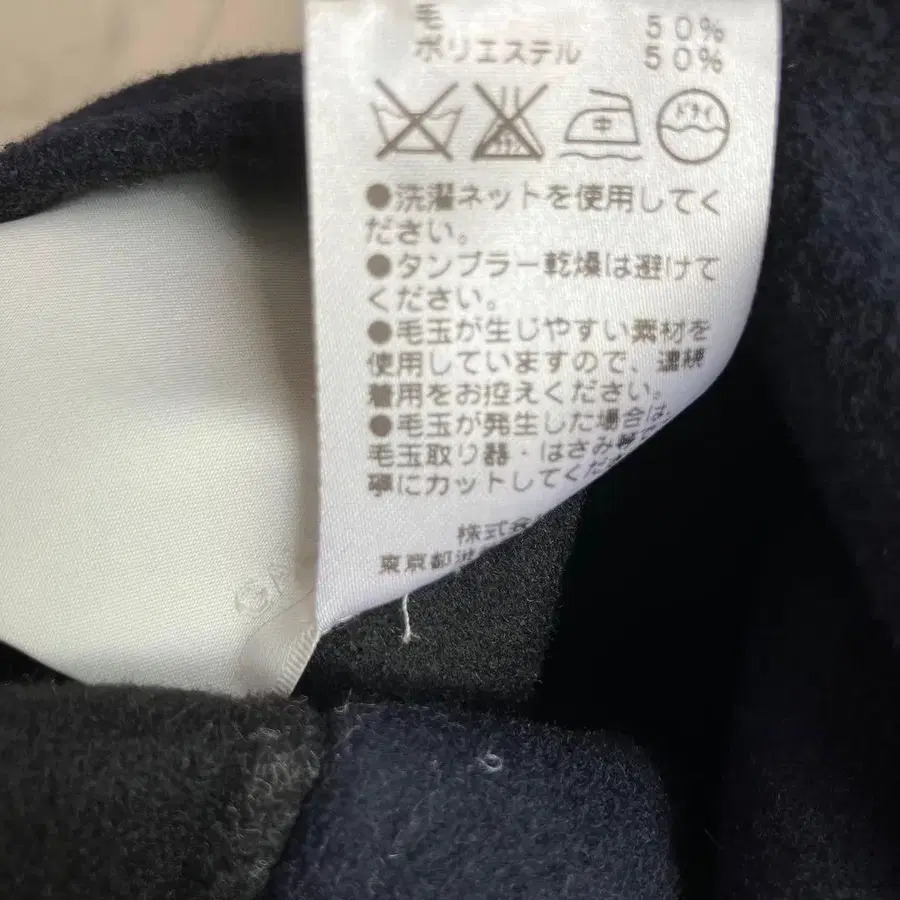 毛 50%
ポリエステル 50%
中 ドライ
●洗濯ネットを使用してく
ださい。
●タンブラー乾燥は避けて
ください。
●毛玉が生じやすい素材を
使用していますので、連続
着用をお控えください。
●毛玉が発生した場合は、
毛玉取り器・はさみ
寧にカットしてくださ
株式会
東京都渋